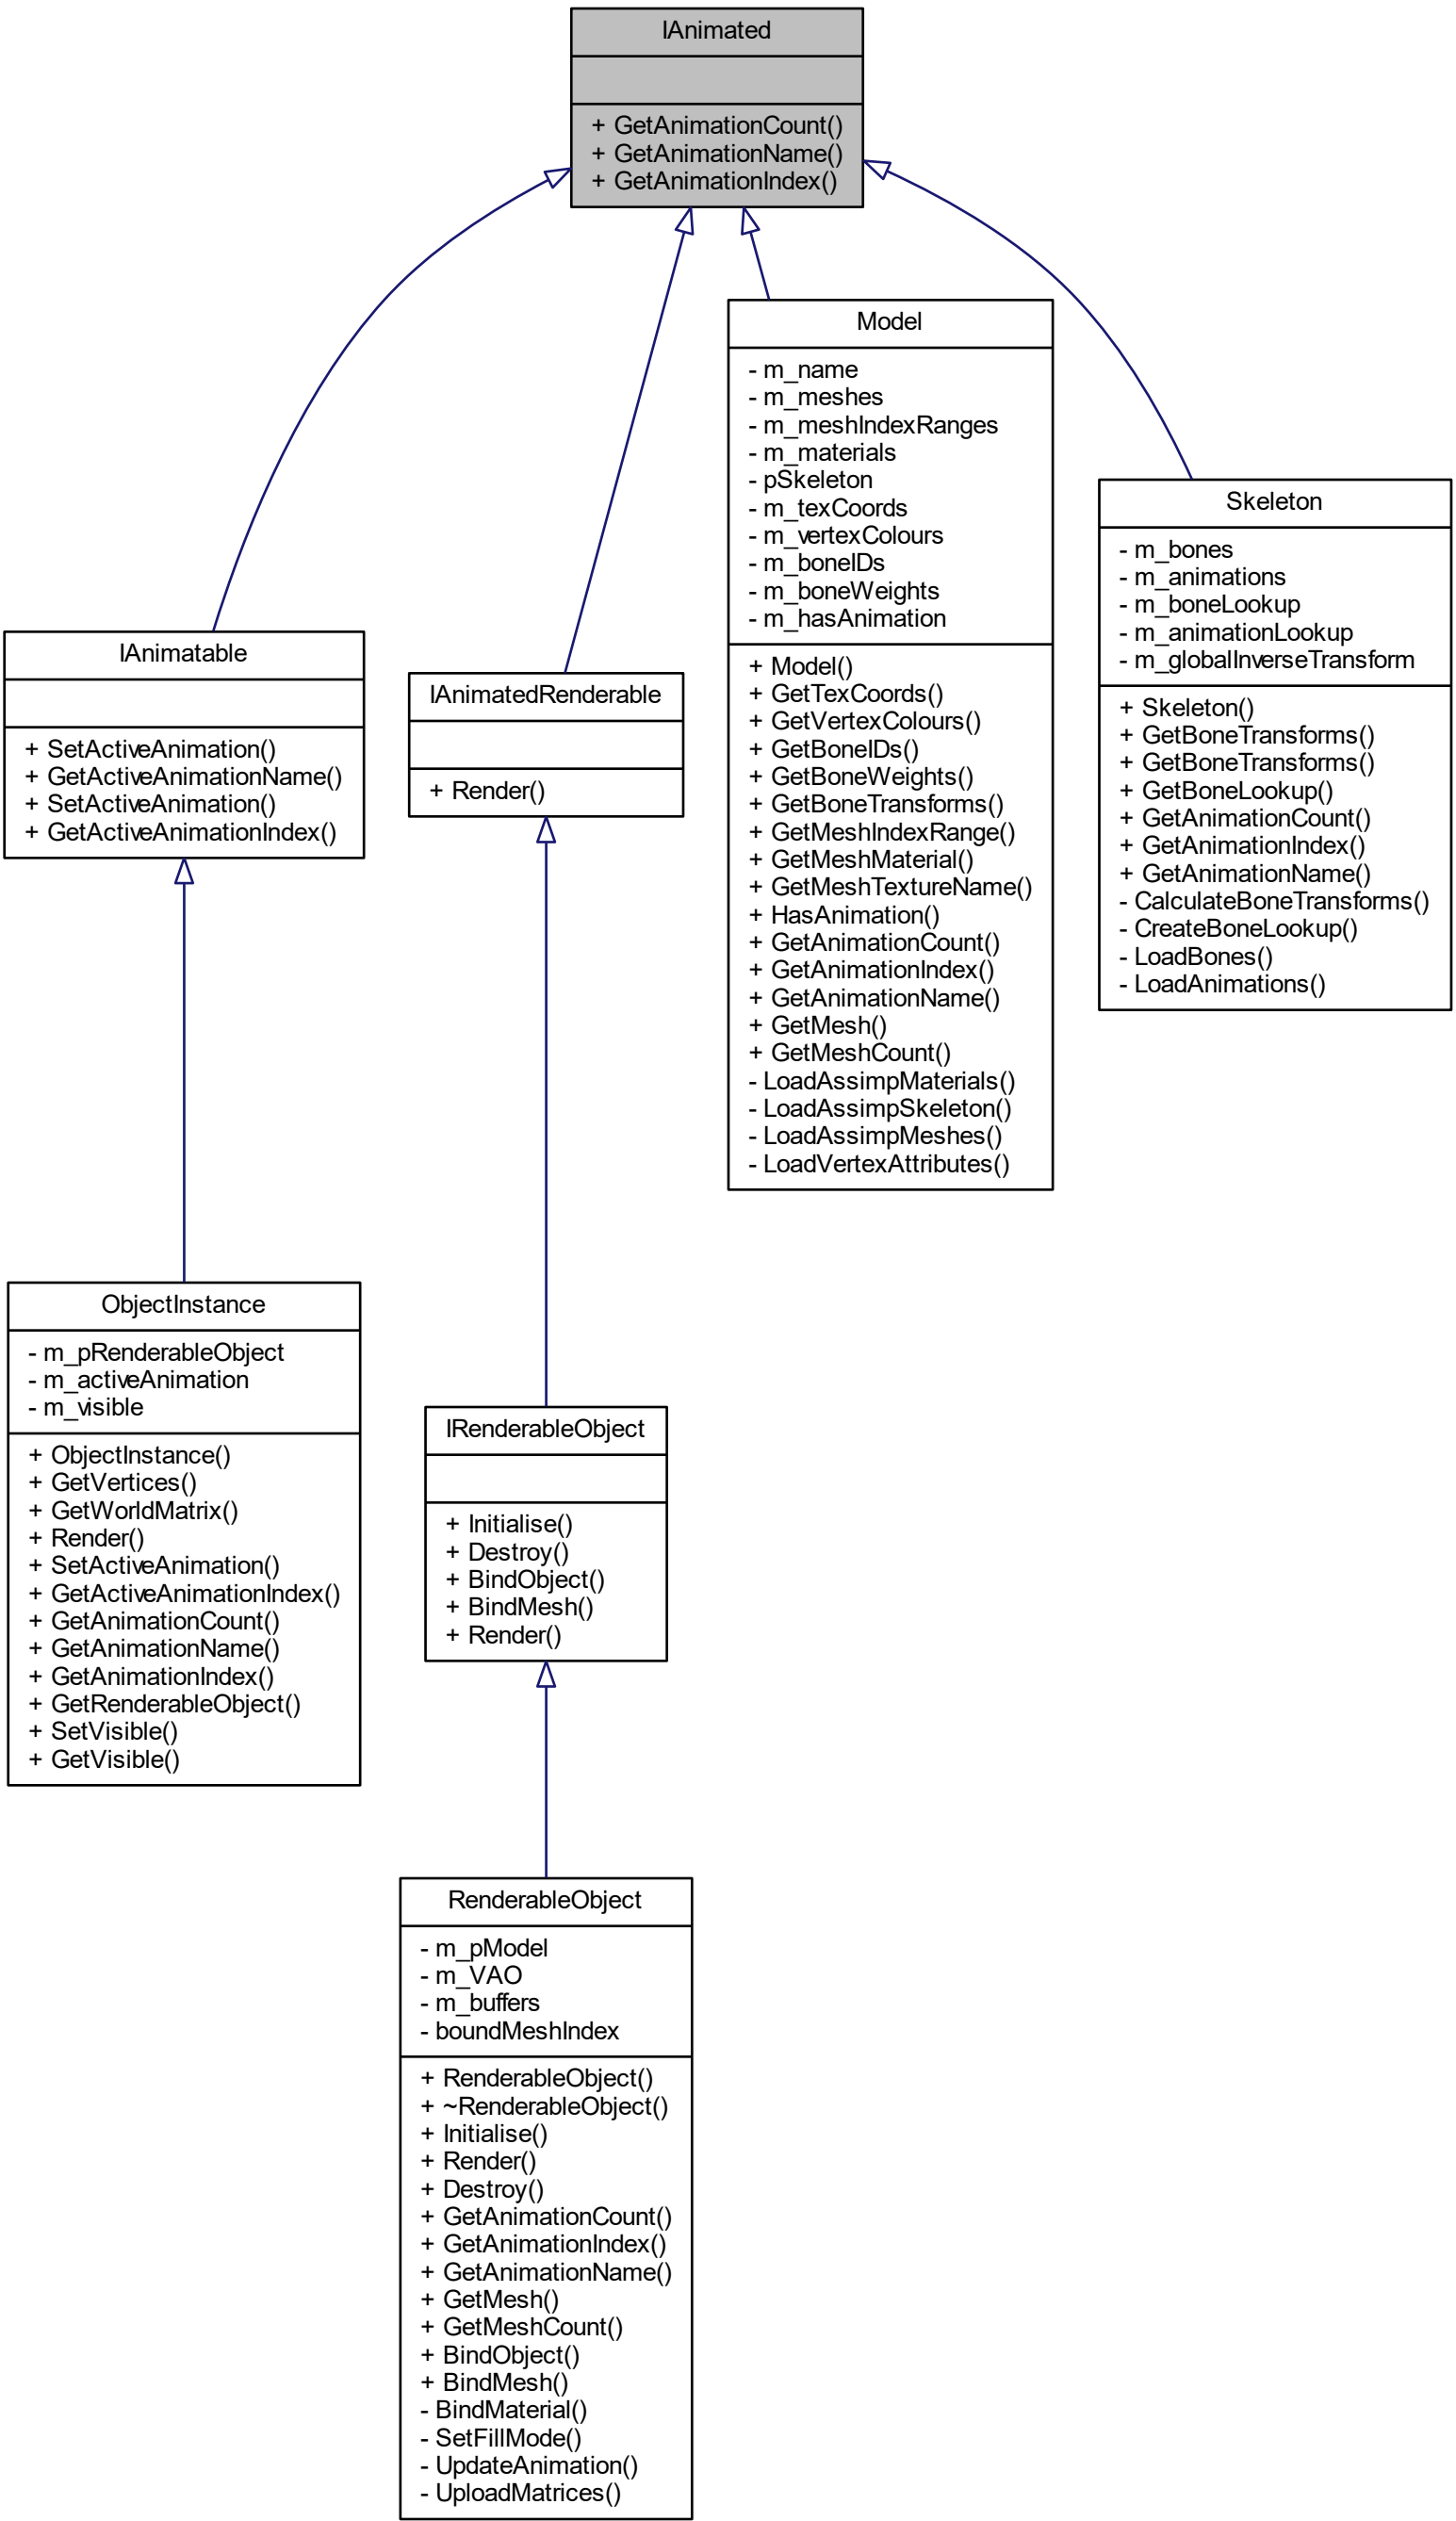 IAnimated
+ GetAnimationCount()
+ GetAnimationName()
+ GetAnimationIndex()
IAnimatable
+ SetActiveAnimation()
+ GetActiveAnimationName()
+ SetActiveAnimation()
+ GetActiveAnimationIndex()
IAnimatedRenderable
+ Render()
Model
- m_name
- m_meshes
- m_meshIndexRanges
- m_materials
- pSkeleton
- m_texCoords
- m_vertexColours
- m_boneIDs
- m_boneWeights
- m_hasAnimation
+ Model()
+ GetTexCoords()
+ GetVertexColours()
+ GetBoneIDs()
+ GetBoneWeights()
+ GetBoneTransforms()
+ GetMeshIndexRange()
+ GetMeshMaterial()
+ GetMeshTextureName()
+ HasAnimation()
+ GetAnimationCount()
+ GetAnimationIndex()
+ GetAnimationName()
+ GetMesh()
+ GetMeshCount()
- LoadAssimpMaterials()
- LoadAssimpSkeleton()
- LoadAssimpMeshes()
- LoadVertexAttributes()
Skeleton
- m_bones
- m_animations
- m_boneLookup
- m_animationLookup
- m_globalInverseTransform
+ Skeleton()
+ GetBoneTransforms()
+ GetBoneTransforms()
+ GetBoneLookup()
+ GetAnimationCount()
+ GetAnimationIndex()
+ GetAnimationName()
- CalculateBoneTransforms()
- CreateBoneLookup()
- LoadBones()
- LoadAnimations()
ObjectInstance
- m_pRenderableObject
- m_activeAnimation
- m_visible
+ ObjectInstance()
+ GetVertices()
+ GetWorldMatrix()
+ Render()
+ SetActiveAnimation()
+ GetActiveAnimationIndex()
+ GetAnimationCount()
+ GetAnimationName()
+ GetAnimationIndex()
+ GetRenderableObject()
+ SetVisible()
+ GetVisible()
IRenderableObject
+ Initialise()
+ Destroy()
+ BindObject()
+ BindMesh()
+ Render()
RenderableObject
- m_pModel
- m_VAO
- m_buffers
- boundMeshIndex
+ RenderableObject()
+ ~RenderableObject()
+ Initialise()
+ Render()
+ Destroy()
+ GetAnimationCount()
+ GetAnimationIndex()
+ GetAnimationName()
+ GetMesh()
+ GetMeshCount()
+ BindObject()
+ BindMesh()
- BindMaterial()
- SetFillMode()
- UpdateAnimation()
- UploadMatrices()